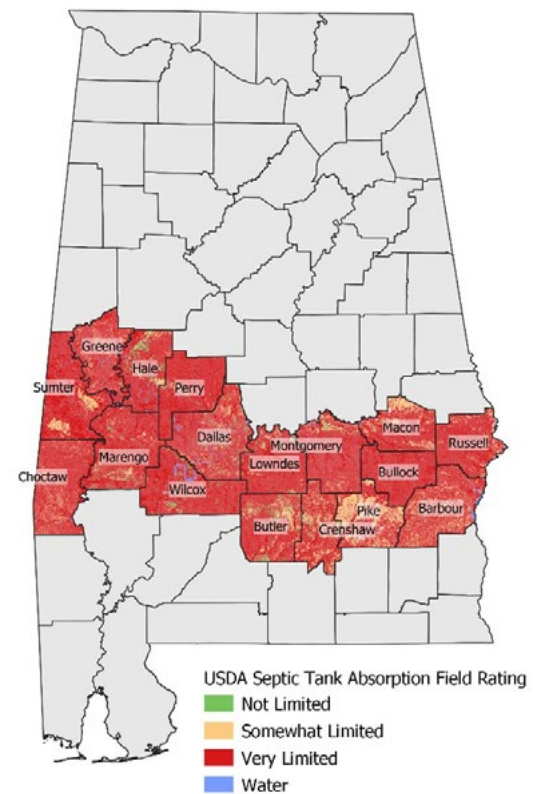 Greene
Hale
Sumter
Perry
Dallas
Macon
Montgomery
Russell
Marengo
Lowndes
Choctaw
Bullock
Wilcox
Pike
Barbour
Butler
Crenshaw
USDA Septic Tank Absorption Field Rating
Not Limited
Somewhat Limited
Very Limited
Water